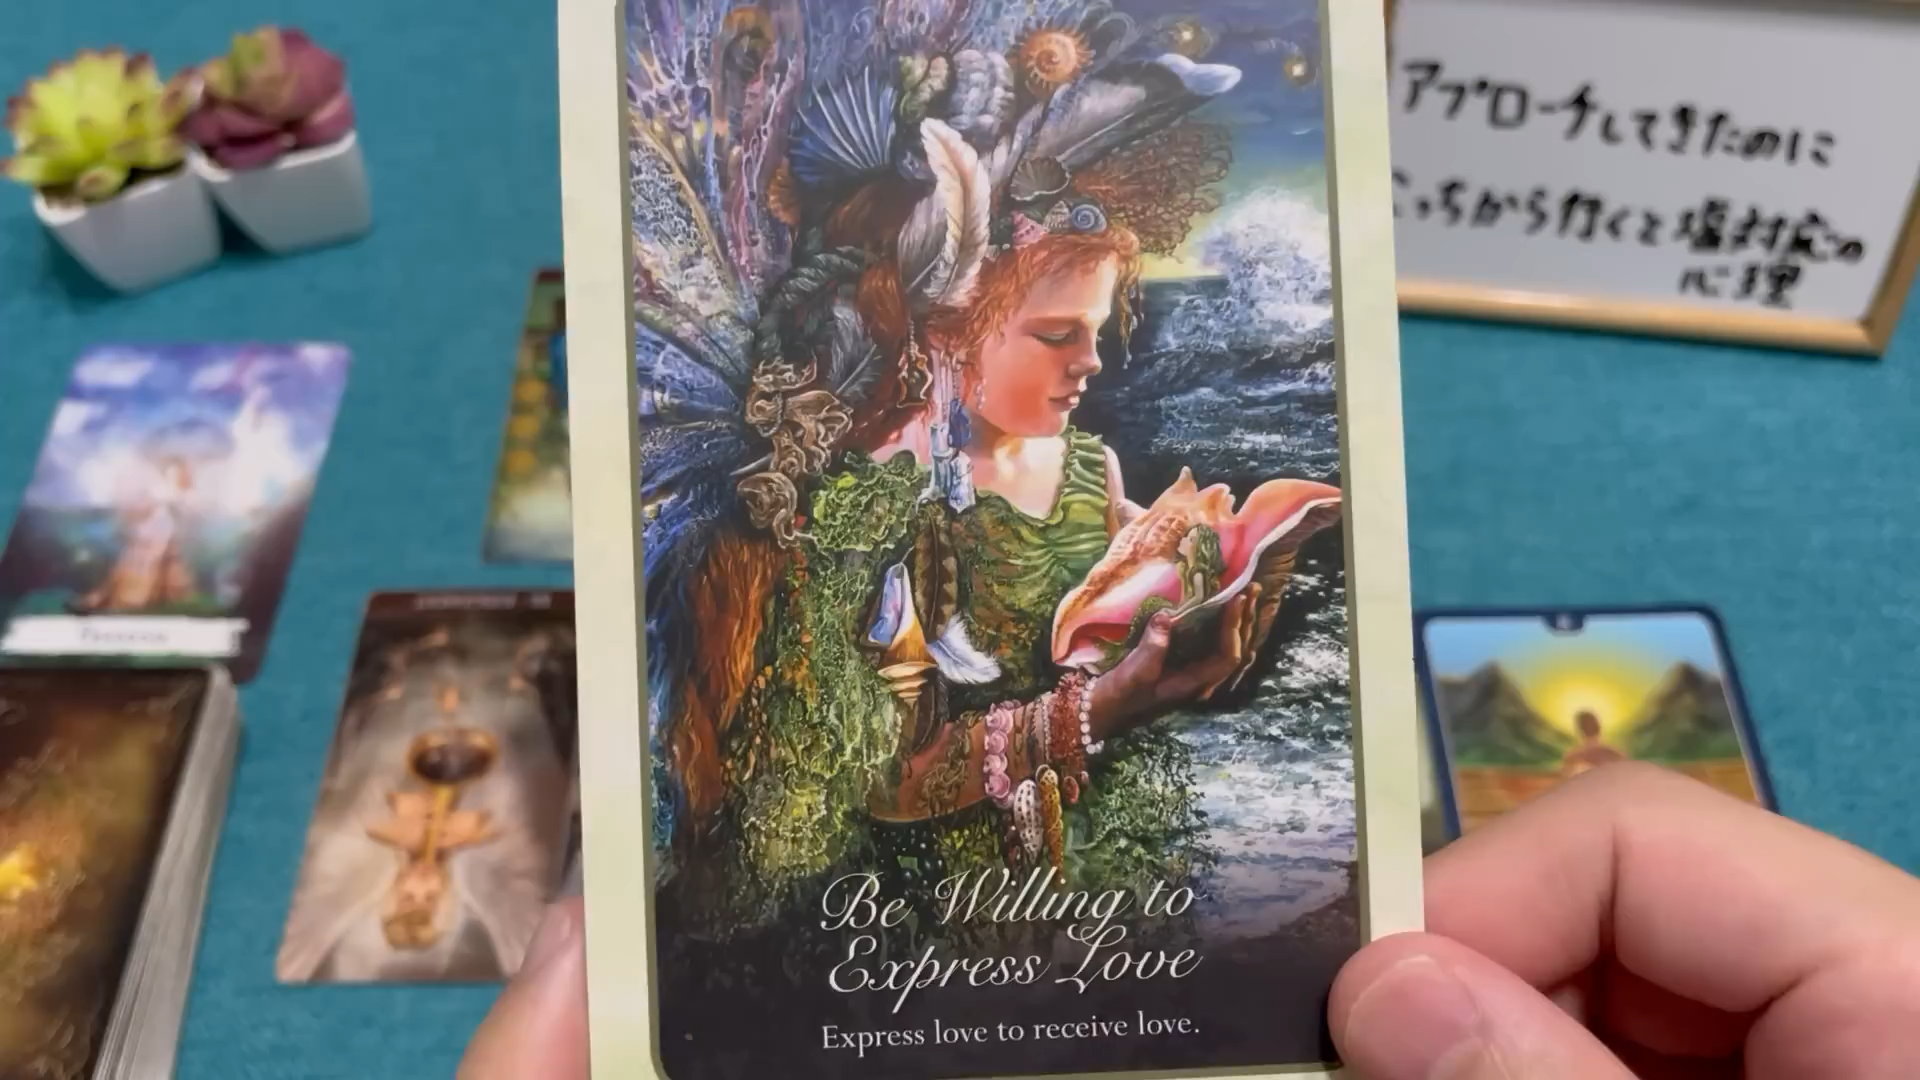 アプローチしてきたのに
こっちから行くと塩対応の
心理
Be Willing to
Express Love
Express love to receive love.